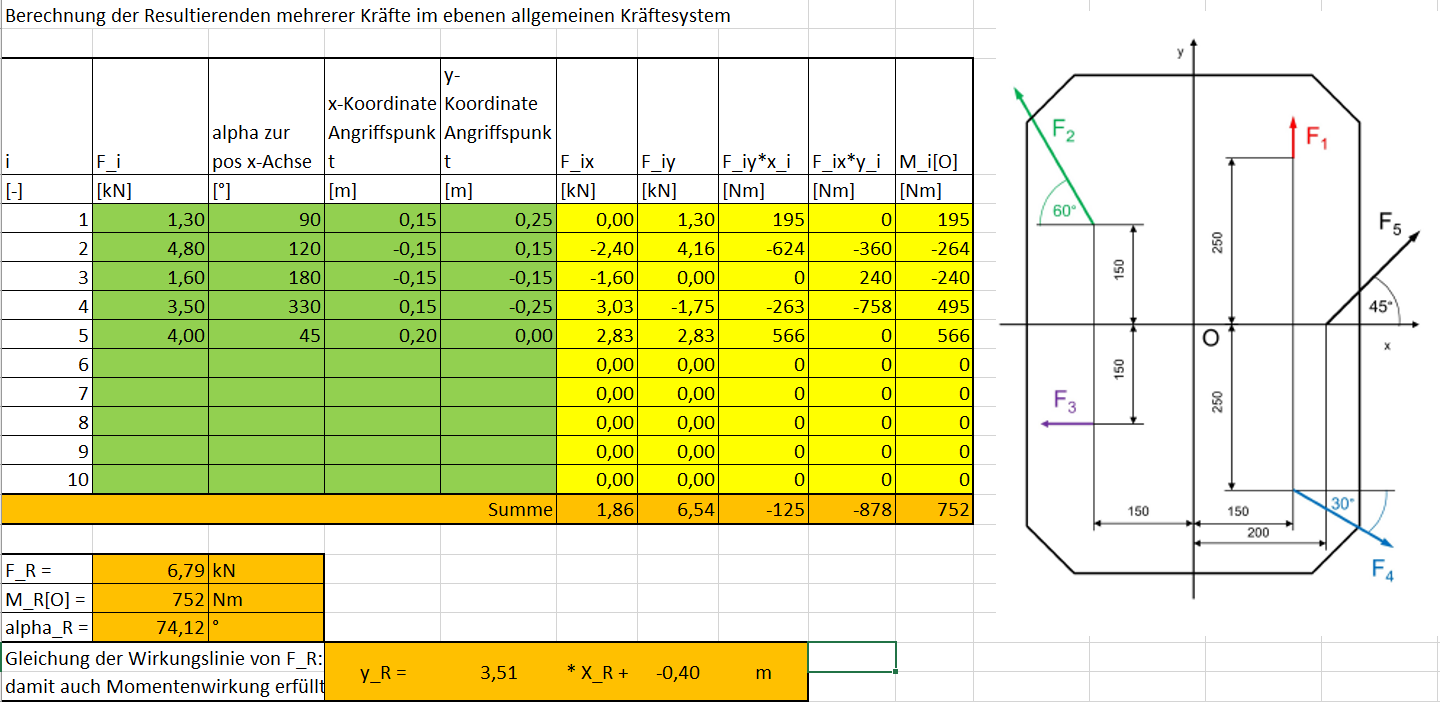 Berechnung der Resultierenden mehrerer Kräfte im ebenen allgemeinen Kräftesystem
i F_i alpha zur pos x-Achse x-Koordinate Angriffspunkt y-Koordinate Angriffspunkt F_ix F_iy F_iy*x_i F_ix*y_i M_i[O]
[-] [kN] [°] [m] [m] [kN] [kN] [Nm] [Nm] [Nm]
1 1,30 90 0,15 0,25 0,00 1,30 195 0 195
2 4,80 120 -0,15 0,15 -2,40 4,16 -624 -360 -264
3 1,60 180 -0,15 -0,15 -1,60 0,00 0 240 -240
4 3,50 330 0,15 -0,25 3,03 -1,75 -263 -758 495
5 4,00 45 0,20 0,00 2,83 2,83 566 0 566
6 0,00 0,00 0 0 0
7 0,00 0,00 0 0 0
8 0,00 0,00 0 0 0
9 0,00 0,00 0 0 0
10 0,00 0,00 0 0 0
Summe 1,86 6,54 -125 -878 752
F_R = 6,79 kN
M_R[O] = 752 Nm
alpha_R = 74,12 °
Gleichung der Wirkungslinie von F_R:
damit auch Momentenwirkung erfüllt
y_R = 3,51 * X_R + -0,40 m
y
F2
F1
60°
F5
250
150
45°
O
x
150
F3
250
30°
150
150
200
F4